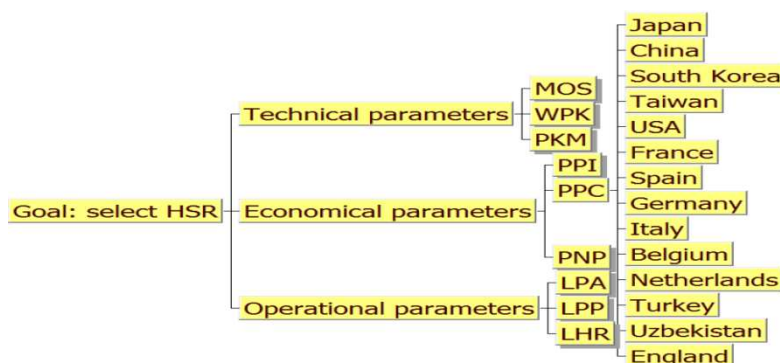 Goal: select HSR
Technical parameters
MOS
WPK
PKM
Economical parameters
PPI
PPC
PNP
Operational parameters
LPA
LPP
LHR
Japan
China
South Korea
Taiwan
USA
France
Spain
Germany
Italy
Belgium
Netherlands
Turkey
Uzbekistan
England